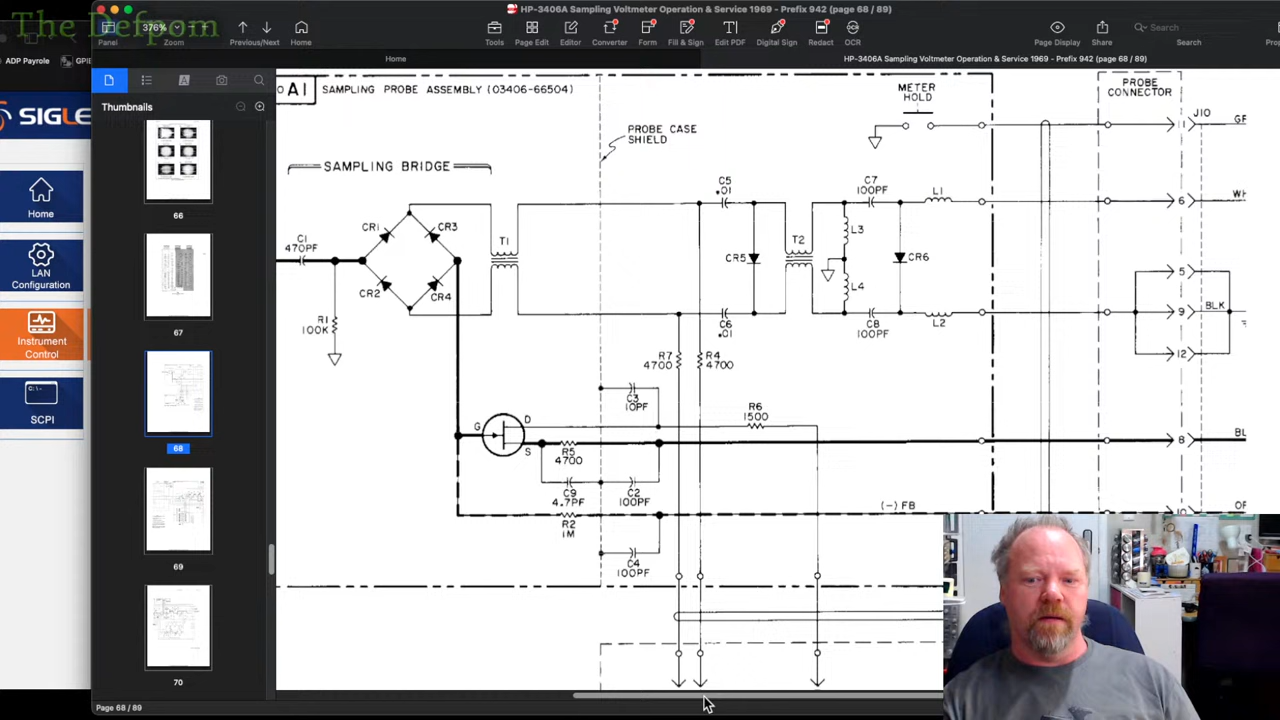 The Defpom
HP-3406A Sampling Voltmeter Operation & Service 1969 - Prefix 942 (page 68 / 89)
376%
Panel
Zoom
Previous/Next
Home
Tools
Page Edit
Editor
Converter
Form
Fill & Sign
Edit PDF
Digital Sign
Redact
OCR
Page Display
Share
Search
Search
Home
HP-3406A Sampling Voltmeter Operation & Service 1969 - Prefix 942 (page 68 / 89)
ADP Payrole
GPI
SIGLE
Home
LAN
Configuration
Instrument
Control
C:\-
SCPI
Thumbnails
66
67
68
69
70
Page 68 / 89
A1
SAMPLING PROBE ASSEMBLY (03406-66504)
PROBE CASE
SHIELD
METER
HOLD
PROBE
CONNECTOR
J10
SAMPLING BRIDGE
C1
470PF
R1
100K
CR1
CR3
CR2
CR4
T1
C5
.01
C7
100PF
L1
L3
CR5
T2
CR6
L4
C6
.01
C8
100PF
L2
R7
4700
R4
4700
C3
10PF
R6
1500
G
D
S
R5
4700
C9
4.7PF
C2
100PF
R2
1M
C4
100PF
(-) FB
1
6
5
9
12
8
10
BLK
BL